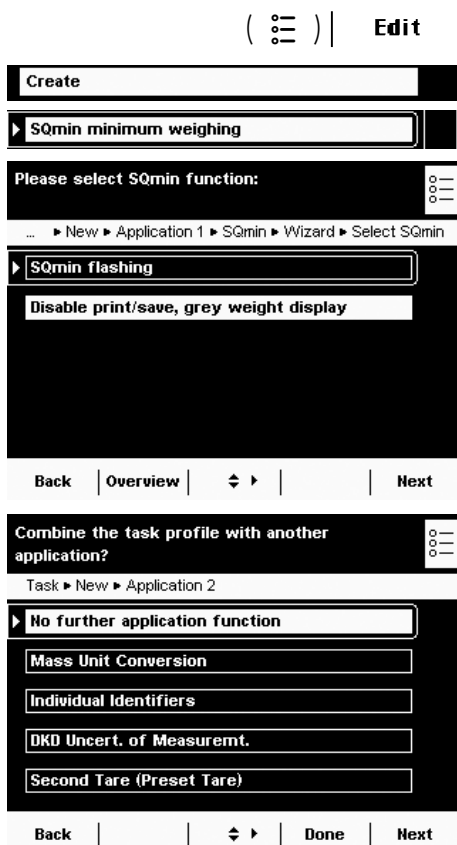 ( ) Edit
Create
SQmin minimum weighing
Please select SQmin function:
... ▸ New ▸ Application 1 ▸ SQmin ▸ Wizard ▸ Select SQmin
SQmin flashing
Disable print/save, grey weight display
Back Overview Next
Combine the task profile with another
application?
Task ▸ New ▸ Application 2
No further application function
Mass Unit Conversion
Individual Identifiers
DKD Uncert. of Measuremt.
Second Tare (Preset Tare)
Back Done Next